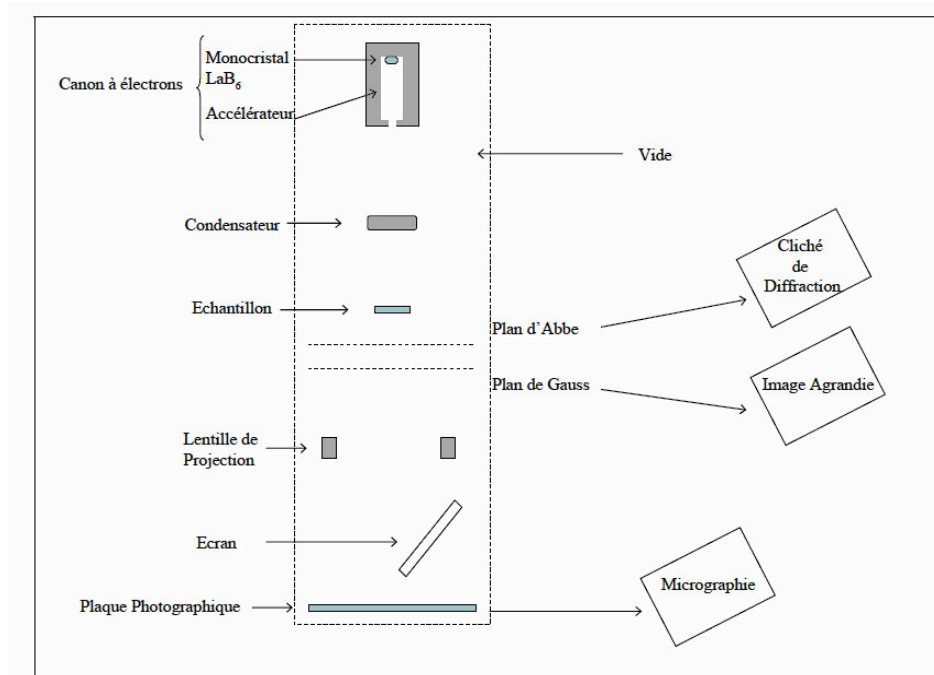 Canon à électrons
Monocristal
LaB6
Accélérateur
Vide
Condensateur
Cliché
de
Diffraction
Echantillon
Plan d'Abbe
Plan de Gauss
Image Agrandie
Lentille de
Projection
Ecran
Micrographie
Plaque Photographique